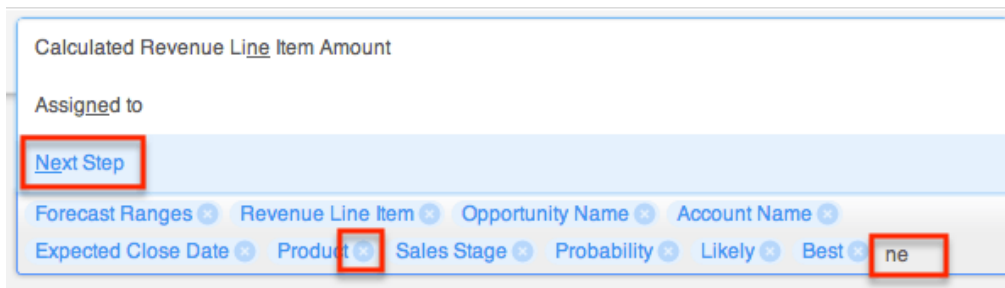 Calculated Revenue Line Item Amount
Assigned to
Next Step
Forecast Ranges Revenue Line Item Opportunity Name Account Name
Expected Close Date Product Sales Stage Probability Likely Best ne